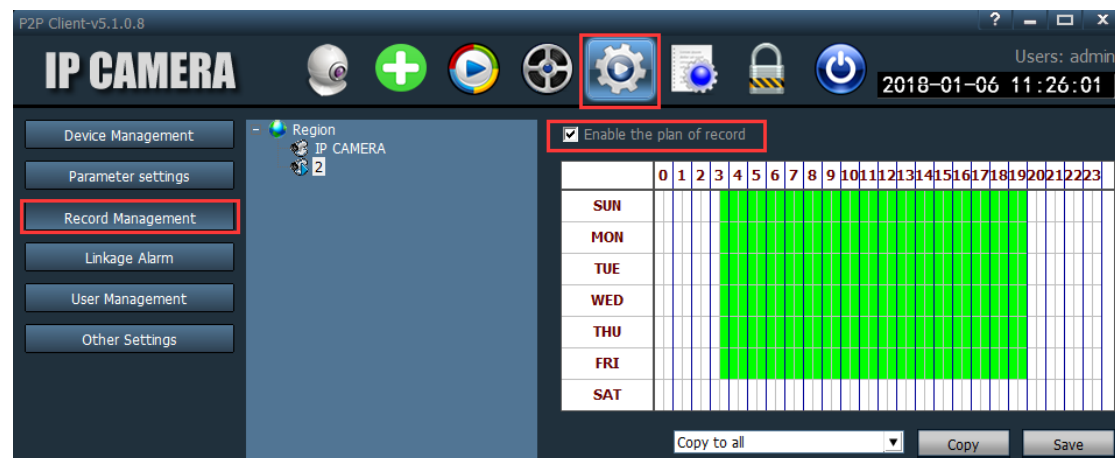 P2P Client-v5.1.0.8
IP CAMERA
Users: admin
2018-01-06 11:26:01
Device Management
Parameter settings
Record Management
Linkage Alarm
User Management
Other Settings
Region
IP CAMERA
2
Enable the plan of record
0 1 2 3 4 5 6 7 8 9 10 11 12 13 14 15 16 17 18 19 20 21 22 23
SUN
MON
TUE
WED
THU
FRI
SAT
Copy to all
Copy
Save